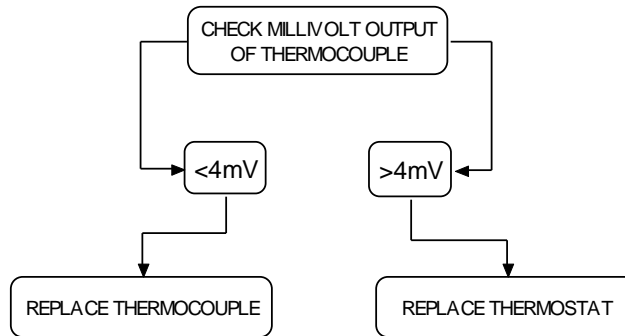 CHECK MILLIVOLT OUTPUT
OF THERMOCOUPLE
<4mV
>4mV
REPLACE THERMOCOUPLE
REPLACE THERMOSTAT